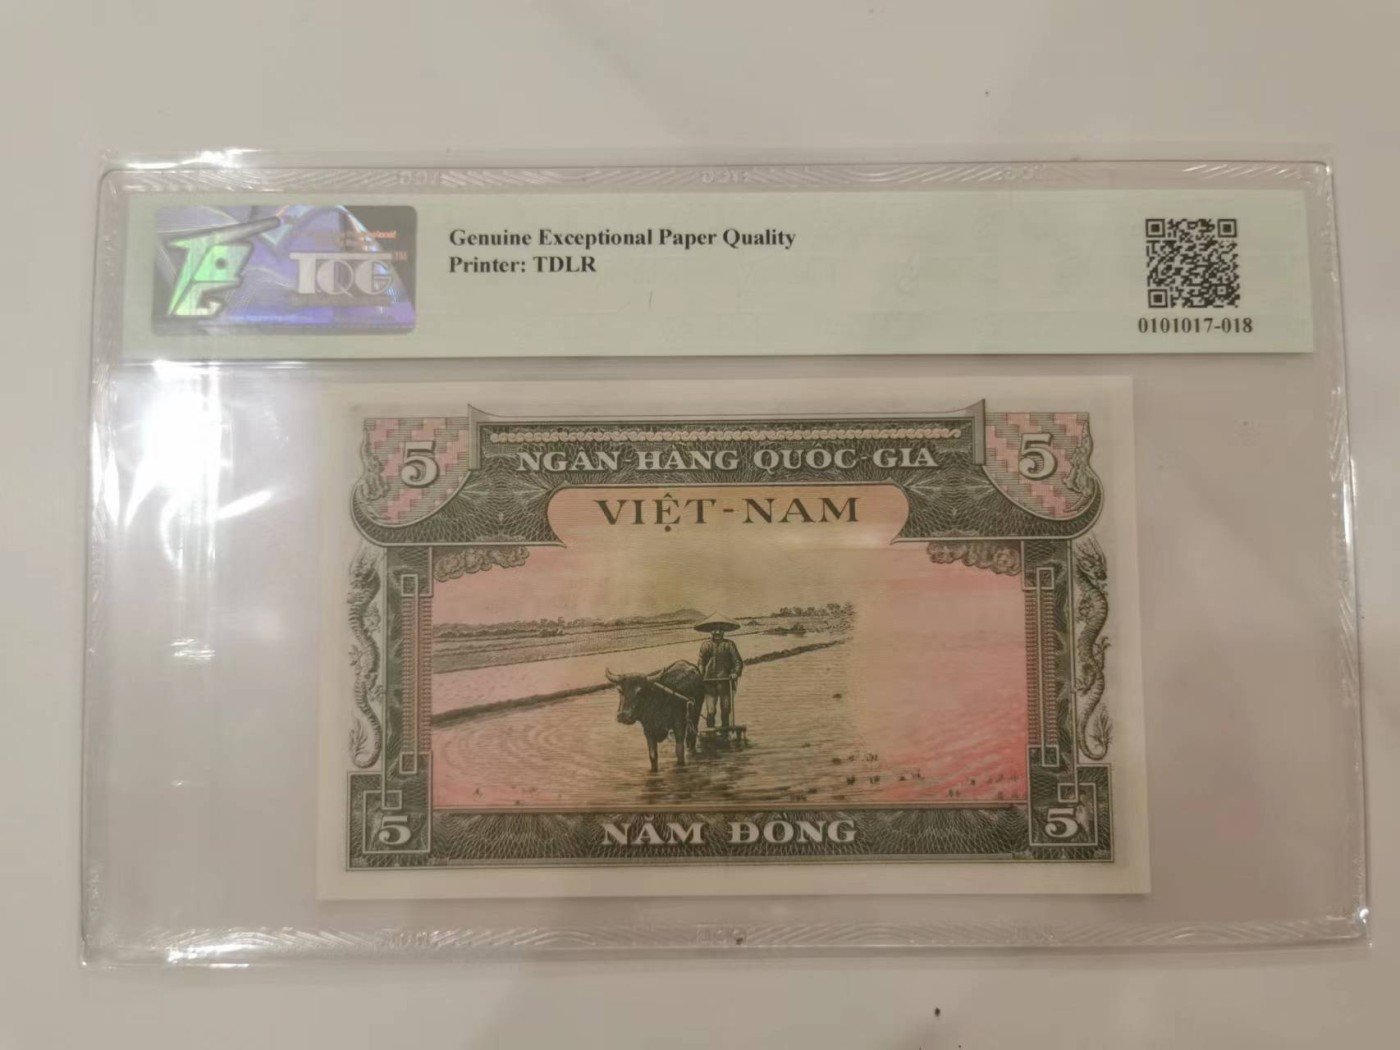 TQG™
Genuine Exceptional Paper Quality
Printer: TDLR
0101017-018
5
NGÂN-HÀNG QUỐC-GIA
5
VIỆT-NAM
5
NĂM ĐỒNG
5